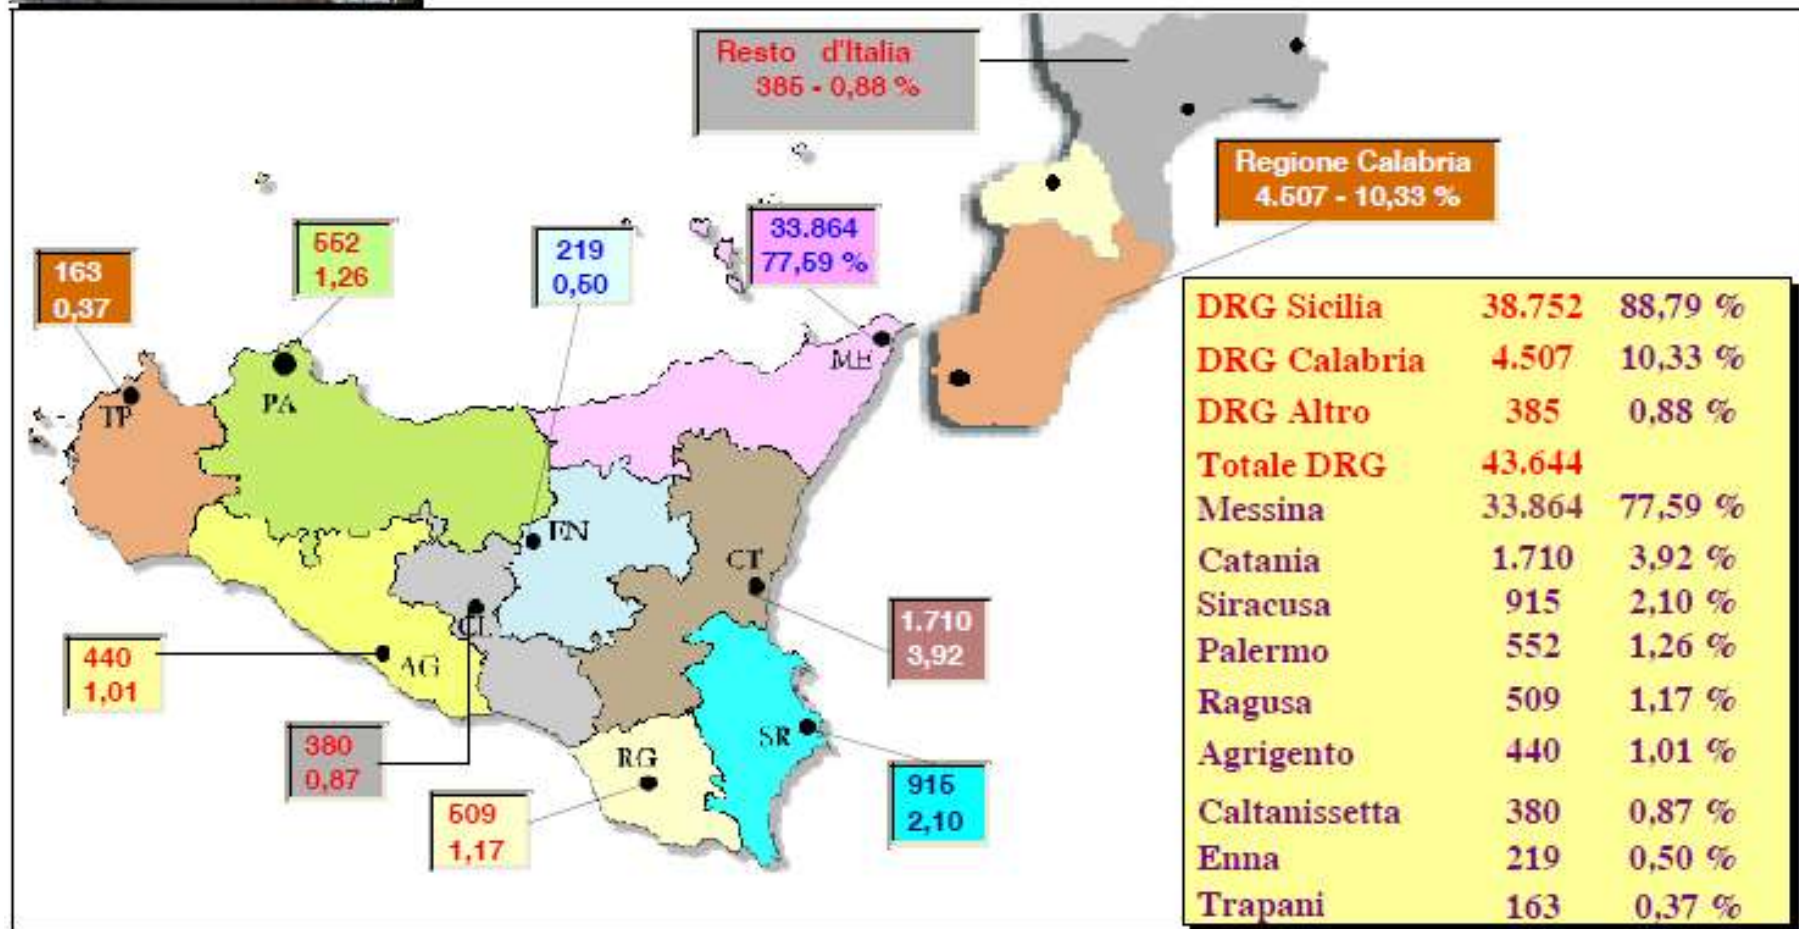 Resto d'Italia
385 - 0,88 %
Regione Calabria
4.507 - 10,33 %
163
0,37
552
1,26
219
0,50
33.864
77,59 %
TP
PA
ME
EN
CT
CL
AG
RG
SR
440
1,01
380
0,87
509
1,17
1.710
3,92
915
2,10
DRG Sicilia 38.752 88,79 %
DRG Calabria 4.507 10,33 %
DRG Altro 385 0,88 %
Totale DRG 43.644
Messina 33.864 77,59 %
Catania 1.710 3,92 %
Siracusa 915 2,10 %
Palermo 552 1,26 %
Ragusa 509 1,17 %
Agrigento 440 1,01 %
Caltanissetta 380 0,87 %
Enna 219 0,50 %
Trapani 163 0,37 %